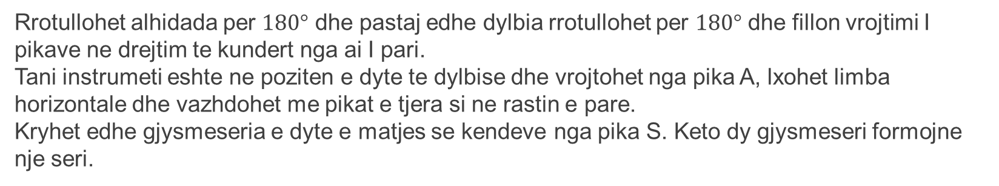 Rrotullohet alhidada per 180° dhe pastaj edhe dylbia rrotullohet per 180° dhe fillon vrojtimi I
pikave ne drejtim te kundert nga ai I pari.
Tani instrumeti eshte ne poziten e dyte te dylbise dhe vrojtohet nga pika A, lxohet limba
horizontale dhe vazhdohet me pikat e tjera si ne rastin e pare.
Kryhet edhe gjysmeseria e dyte e matjes se kendeve nga pika S. Keto dy gjysmeseri formojne
nje seri.